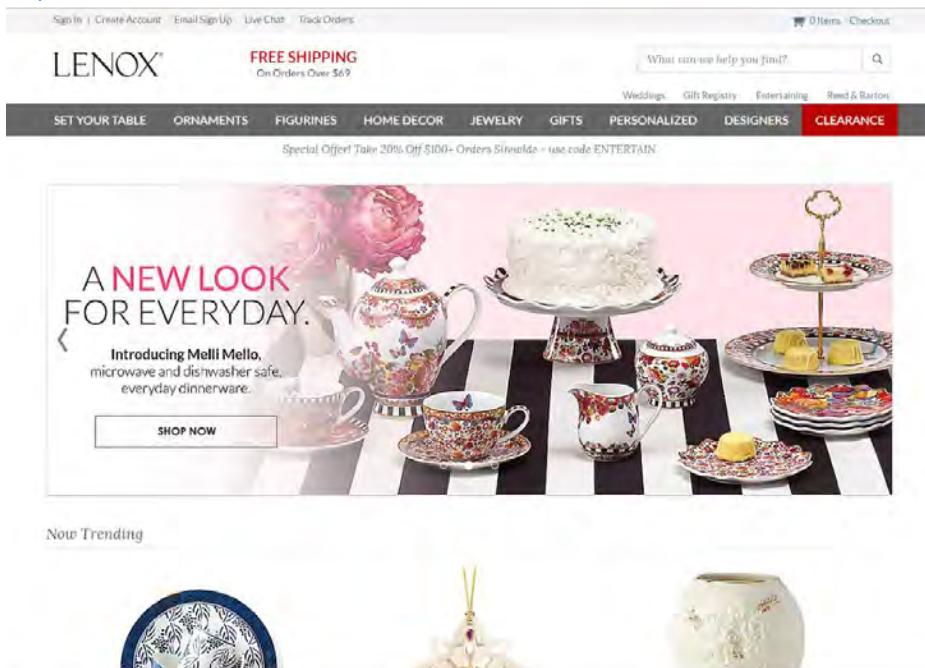 Sign In | Create Account Email Sign Up Live Chat Track Orders 0 Items Checkout
LENOX®
FREE SHIPPING
On Orders Over $69
What can we help you find?
Weddings Gift Registry Entertaining Reed & Barton
SET YOUR TABLE ORNAMENTS FIGURINES HOME DECOR JEWELRY GIFTS PERSONALIZED DESIGNERS CLEARANCE
Special Offer! Take 20% Off $100+ Orders Sitewide - use code ENTERTAIN
A NEW LOOK
FOR EVERYDAY.
Introducing Melli Mello,
microwave and dishwasher safe,
everyday dinnerware.
SHOP NOW
Now Trending